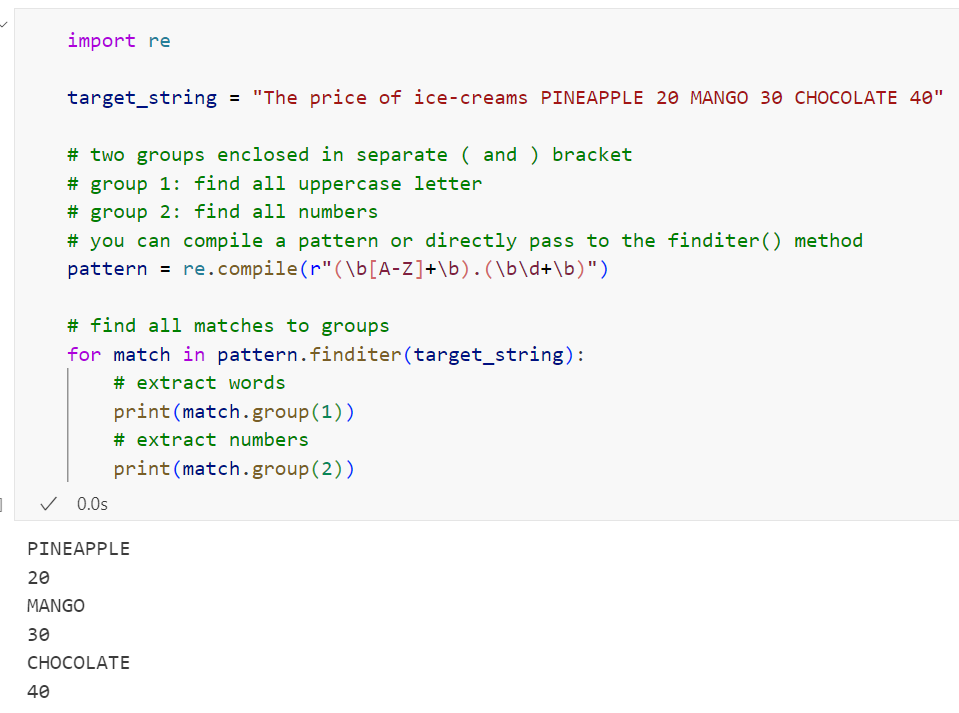 import re
target_string = "The price of ice-creams PINEAPPLE 20 MANGO 30 CHOCOLATE 40"
# two groups enclosed in separate ( and ) bracket
# group 1: find all uppercase letter
# group 2: find all numbers
# you can compile a pattern or directly pass to the finditer() method
pattern = re.compile(r"(\b[A-Z]+\b).(\b\d+\b)")
# find all matches to groups
for match in pattern.finditer(target_string):
    # extract words
    print(match.group(1))
    # extract numbers
    print(match.group(2))
✓ 0.0s
PINEAPPLE
20
MANGO
30
CHOCOLATE
40